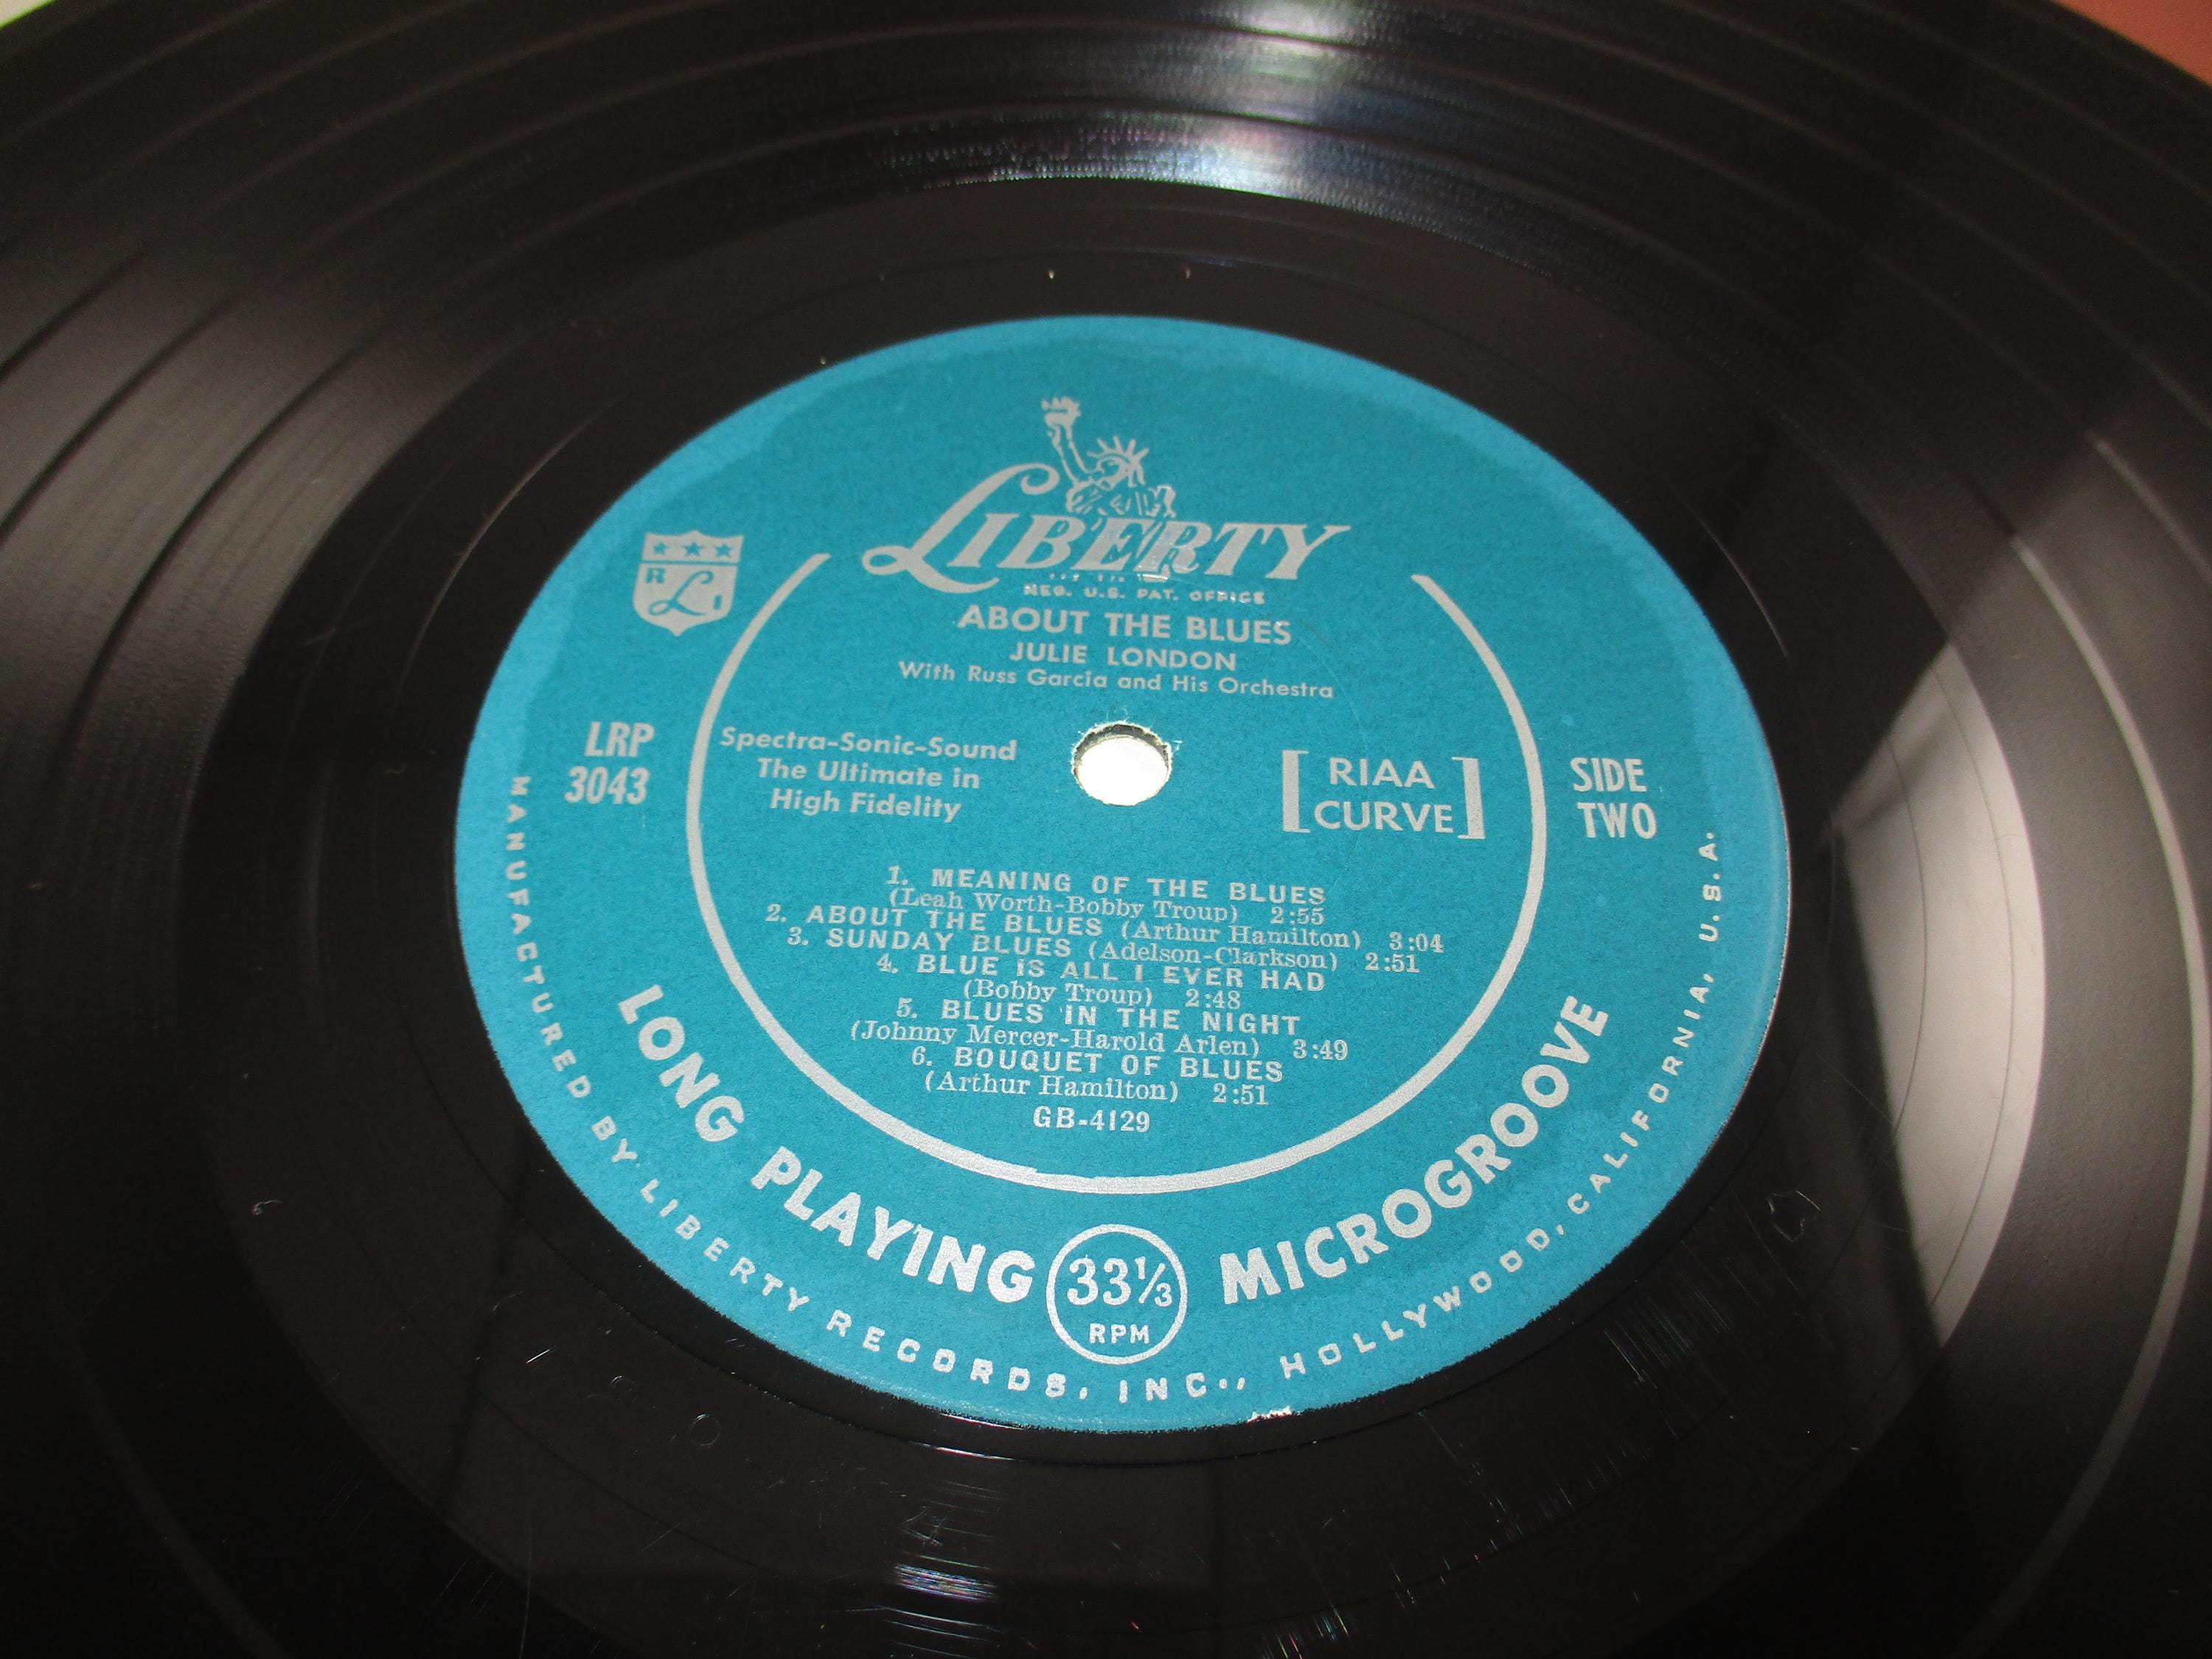 LIBERTY
REG. U.S. PAT. OFFICE
ABOUT THE BLUES
JULIE LONDON
With Russ Garcia and His Orchestra
R L I
LRP
3043
Spectra-Sonic-Sound
The Ultimate in
High Fidelity
[RIAA
CURVE]
SIDE
TWO
1. MEANING OF THE BLUES
(Leah Worth-Bobby Troup) 2:55
2. ABOUT THE BLUES (Arthur Hamilton) 3:04
3. SUNDAY BLUES (Adelson-Clarkson) 2:51
4. BLUE IS ALL I EVER HAD
(Bobby Troup) 2:48
5. BLUES IN THE NIGHT
(Johnny Mercer-Harold Arlen) 3:49
6. BOUQUET OF BLUES
(Arthur Hamilton) 2:51
GB-4129
LONG PLAYING 33⅓ RPM MICROGROOVE
MANUFACTURED BY LIBERTY RECORDS, INC., HOLLYWOOD, CALIFORNIA, U.S.A.